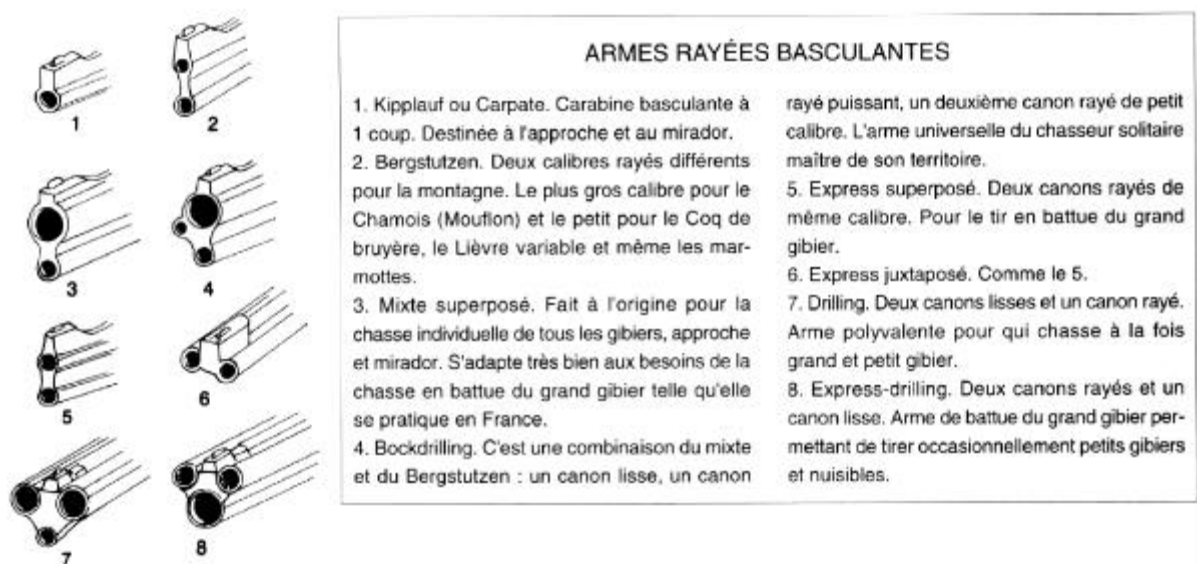 1
2
3
4
5
6
7
8
ARMES RAYÉES BASCULANTES
1. Kipplauf ou Carpate. Carabine basculante à
1 coup. Destinée à l'approche et au mirador.
2. Bergstutzen. Deux calibres rayés différents
pour la montagne. Le plus gros calibre pour le
Chamois (Mouflon) et le petit pour le Coq de
bruyère, le Lièvre variable et même les mar-
mottes.
3. Mixte superposé. Fait à l'origine pour la
chasse individuelle de tous les gibiers, approche
et mirador. S'adapte très bien aux besoins de la
chasse en battue du grand gibier telle qu'elle
se pratique en France.
4. Bockdrilling. C'est une combinaison du mixte
et du Bergstutzen : un canon lisse, un canon
rayé puissant, un deuxième canon rayé de petit
calibre. L'arme universelle du chasseur solitaire
maître de son territoire.
5. Express superposé. Deux canons rayés de
même calibre. Pour le tir en battue du grand
gibier.
6. Express juxtaposé. Comme le 5.
7. Drilling. Deux canons lisses et un canon rayé.
Arme polyvalente pour qui chasse à la fois
grand et petit gibier.
8. Express-drilling. Deux canons rayés et un
canon lisse. Arme de battue du grand gibier per-
mettant de tirer occasionnellement petits gibiers
et nuisibles.